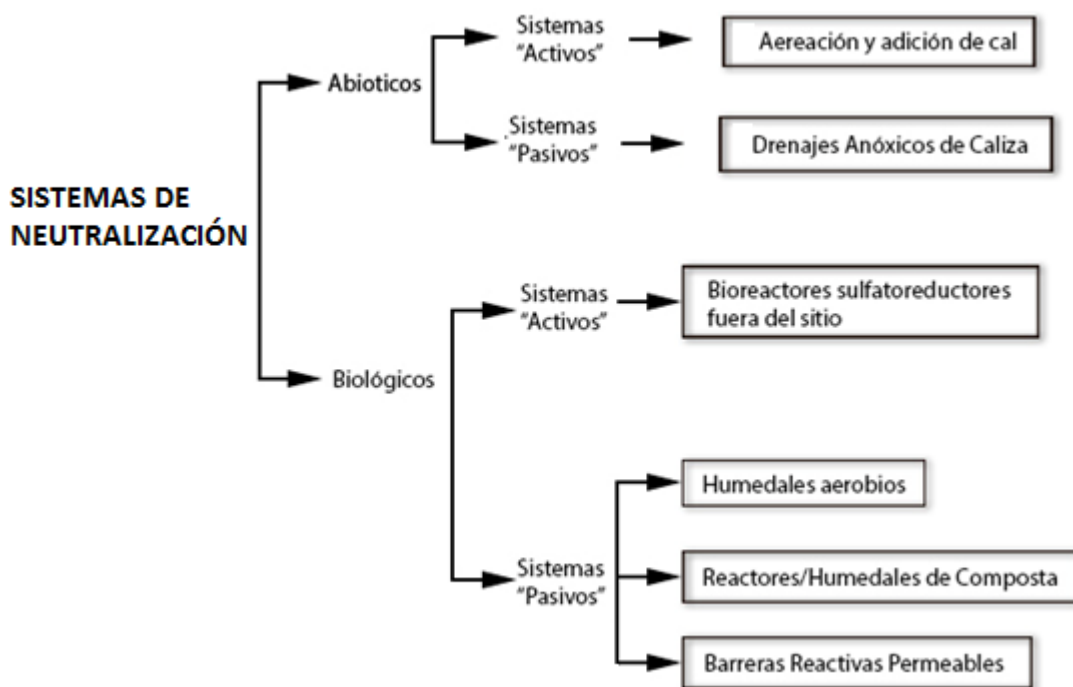 Sistemas
"Activos"
Aereación y adición de cal
Abioticos
Sistemas
"Pasivos"
Drenajes Anóxicos de Caliza
SISTEMAS DE
NEUTRALIZACIÓN
Sistemas
"Activos"
Bioreactores sulfatoreductores
fuera del sitio
Biológicos
Humedales aerobios
Sistemas
"Pasivos"
Reactores/Humedales de Composta
Barreras Reactivas Permeables